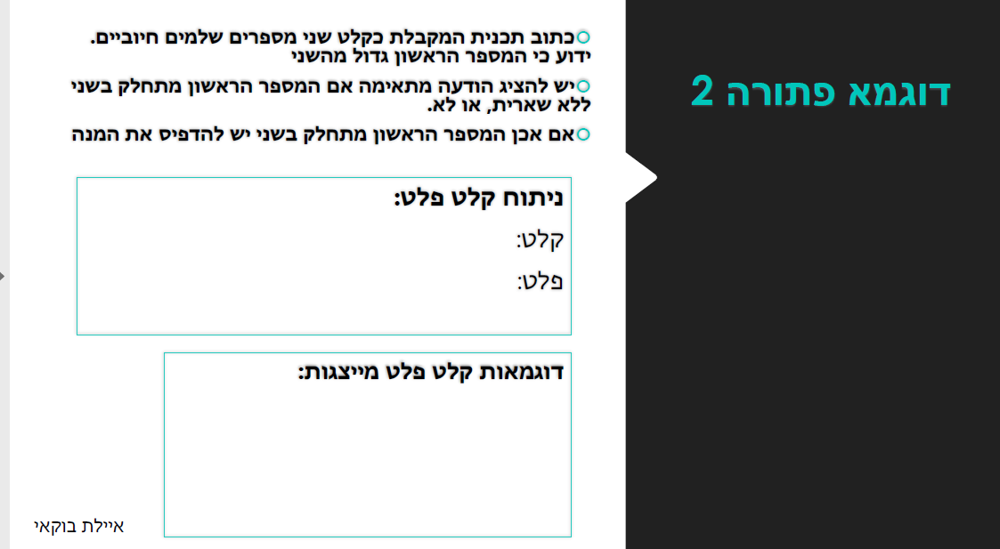 דוגמא פתורה 2
כתוב תכנית המקבלת כקלט שני מספרים שלמים חיוביים.
ידוע כי המספר הראשון גדול מהשני
יש להציג הודעה מתאימה אם המספר הראשון מתחלק בשני
ללא שארית, או לא.
אם אכן המספר הראשון מתחלק בשני יש להדפיס את המנה
ניתוח קלט פלט:
קלט:
פלט:
דוגמאות קלט פלט מייצגות:
איילת בוקאי